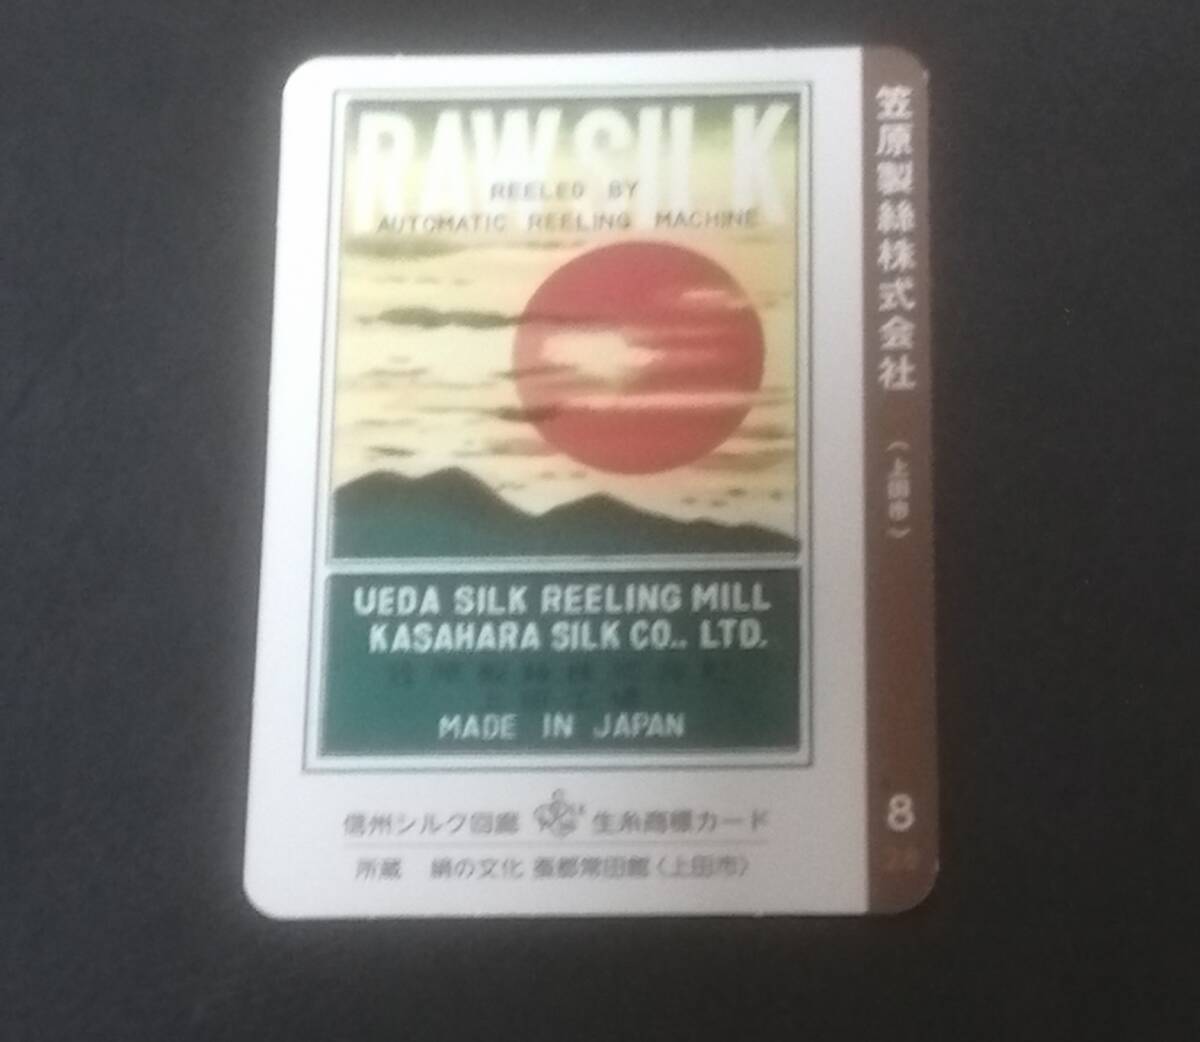 RAW SILK
REELED BY
AUTOMATIC REELING MACHINE
UEDA SILK REELING MILL
KASAHARA SILK CO., LTD.
MADE IN JAPAN
信州シルク回廊 生糸商標カード
所蔵 絹の文化 蚕都常田館〈上田市〉
笠原製絲株式会社
（上田市）
8